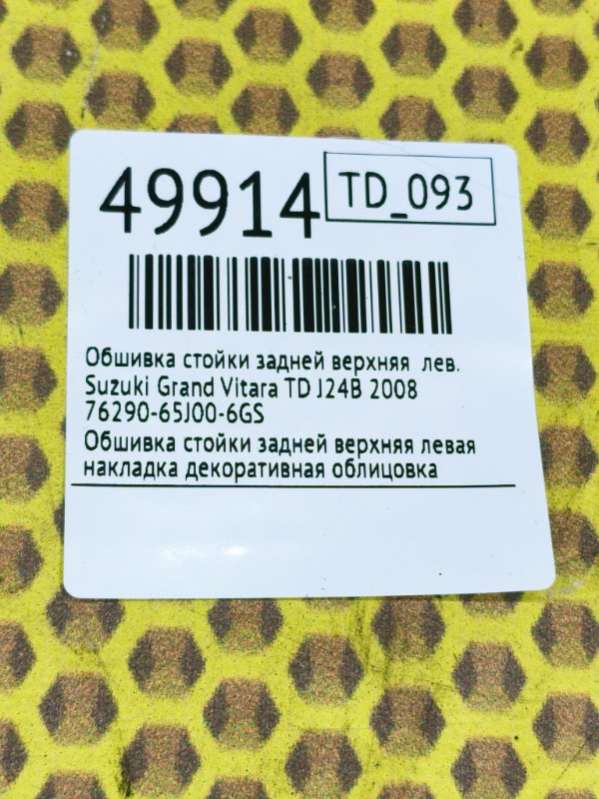 49914 TD_093
Обшивка стойки задней верхняя лев.
Suzuki Grand Vitara TD J24B 2008
76290-65J00-6GS
Обшивка стойки задней верхняя левая
накладка декоративная облицовка